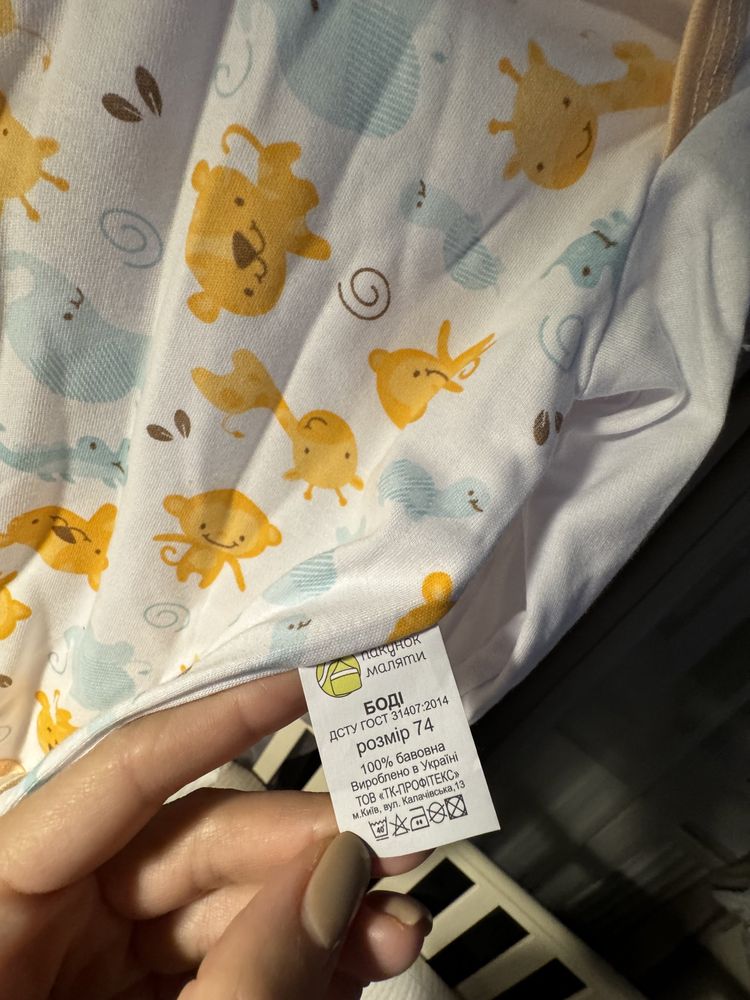 пакунок
маляти
БОДІ
ДСТУ ГОСТ 31407:2014
розмір 74
100% бавовна
Вироблено в Україні
ТОВ «ТК-ПРОФІТЕКС»
м.Київ, вул. Калачівська,13
40